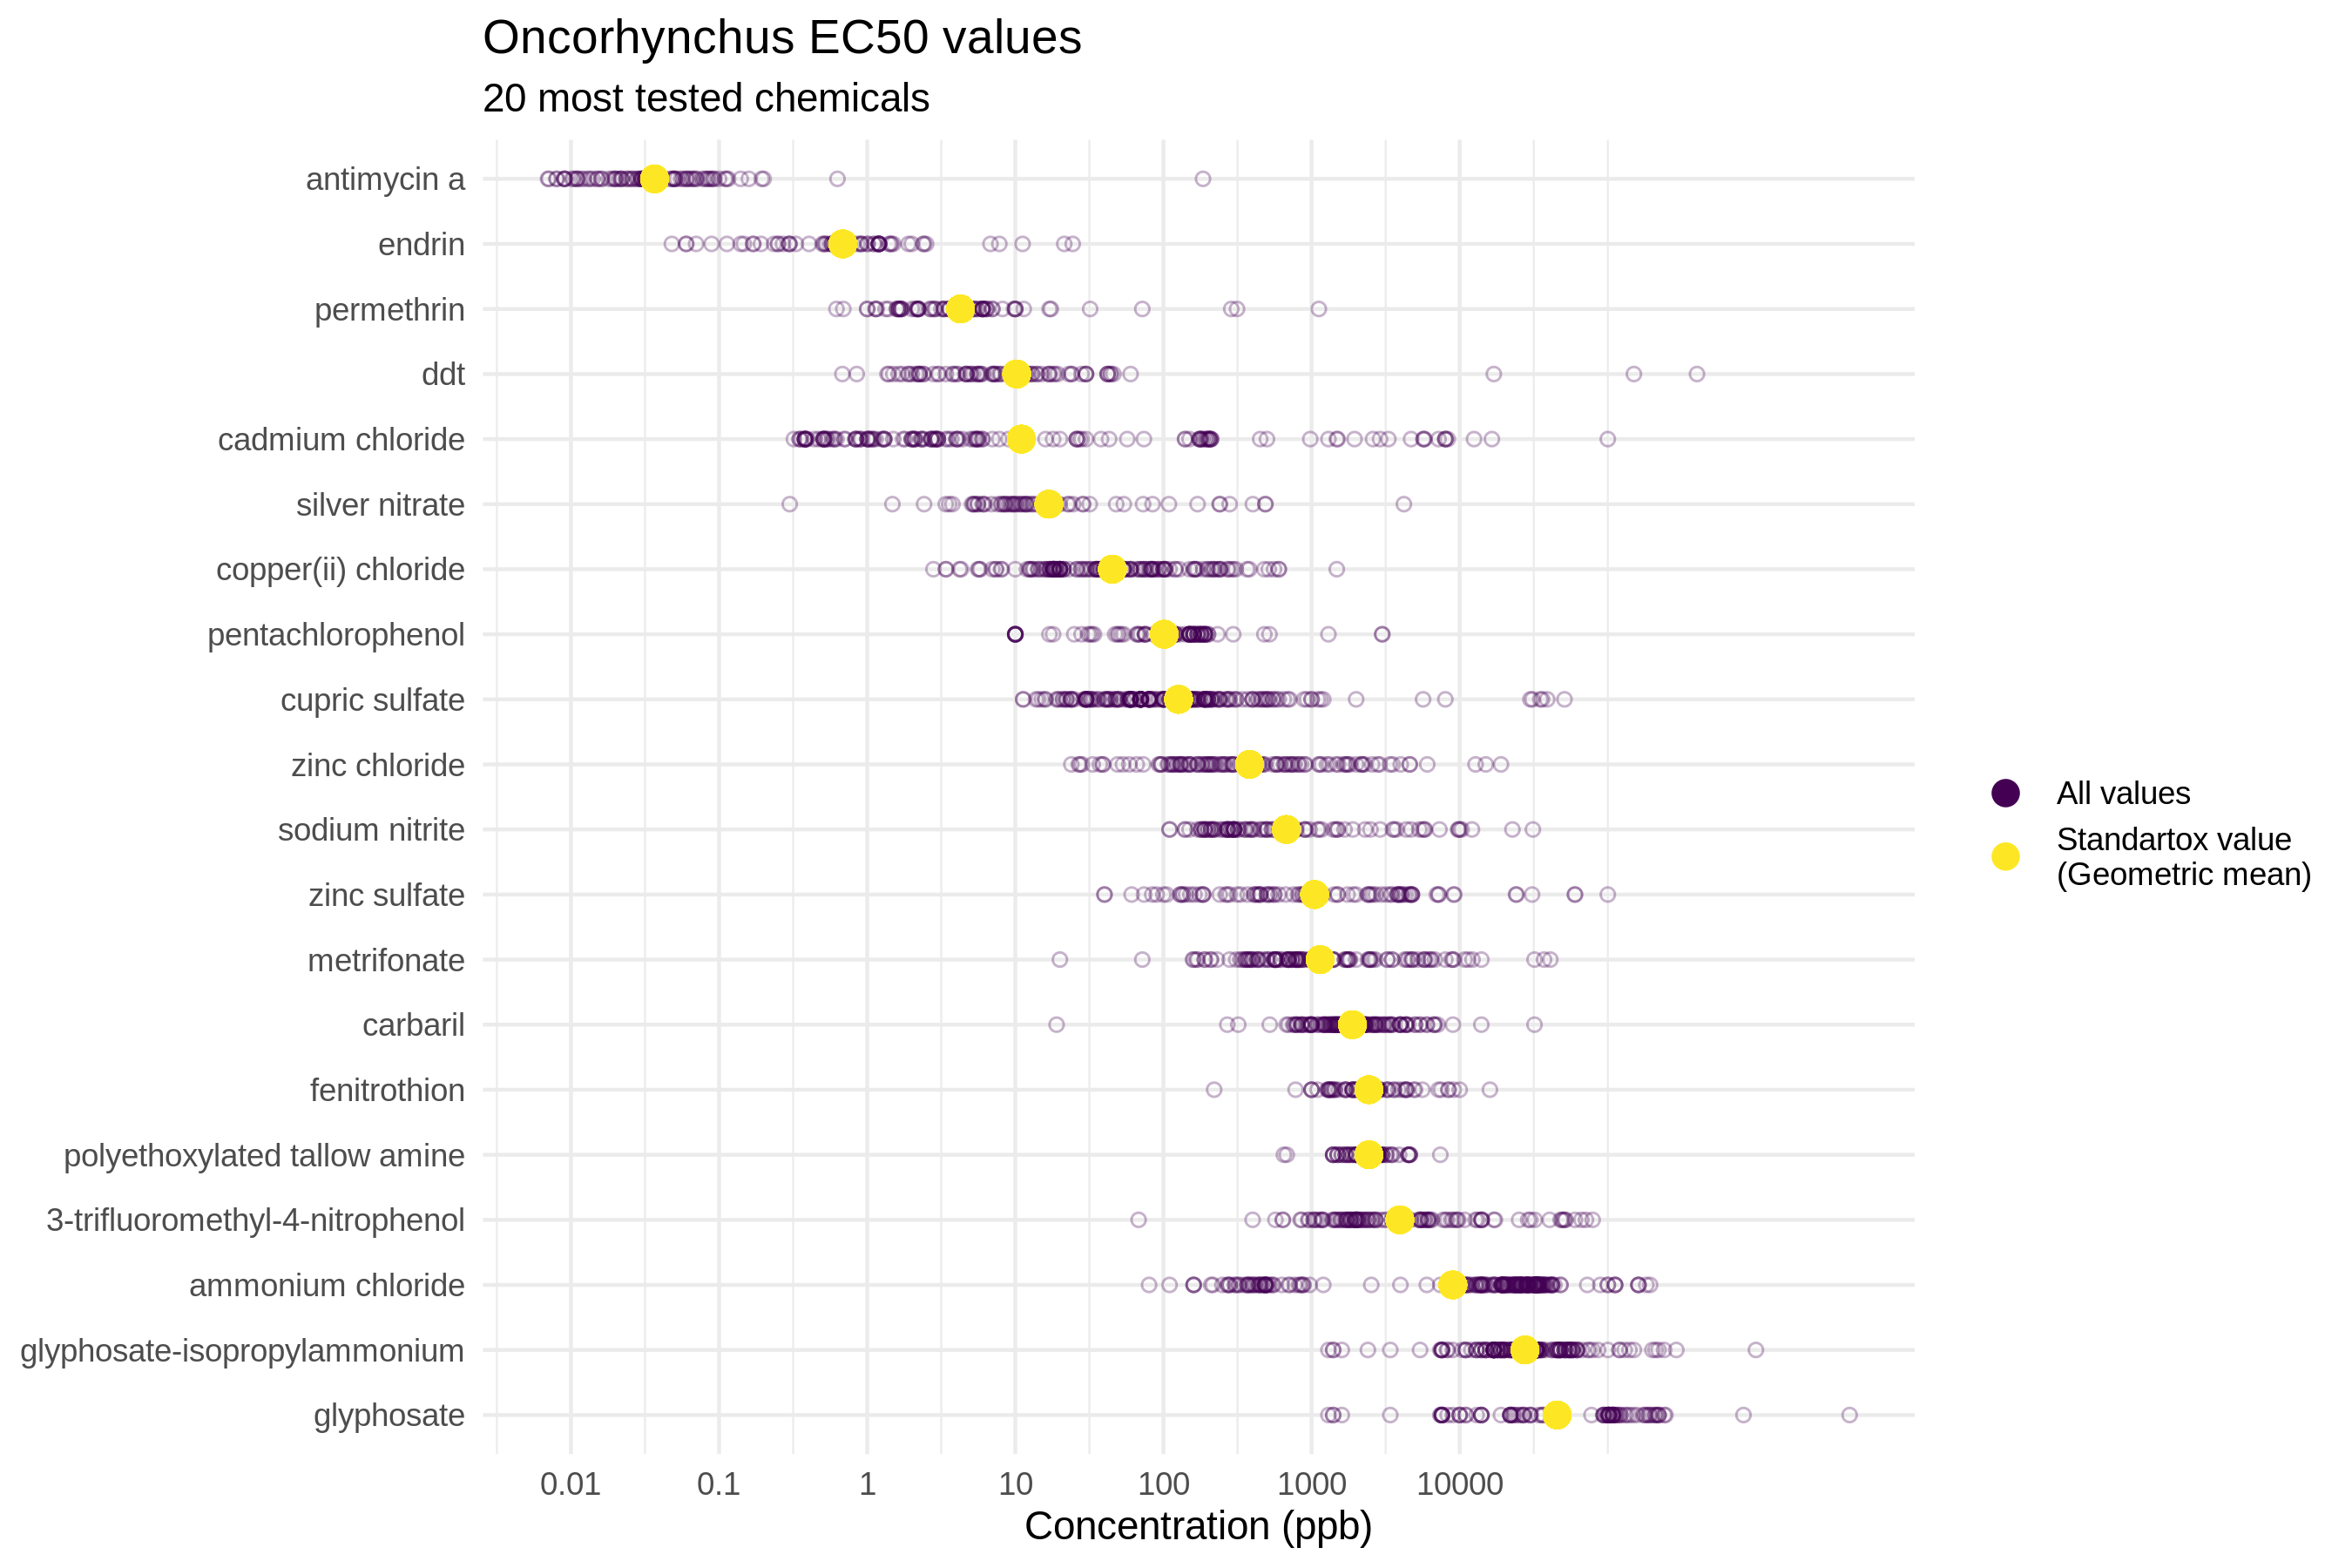 Oncorhynchus EC50 values
20 most tested chemicals
antimycin a
endrin
permethrin
ddt
cadmium chloride
silver nitrate
copper(ii) chloride
pentachlorophenol
cupric sulfate
zinc chloride
sodium nitrite
zinc sulfate
metrifonate
carbaril
fenitrothion
polyethoxylated tallow amine
3-trifluoromethyl-4-nitrophenol
ammonium chloride
glyphosate-isopropylammonium
glyphosate
0.01 0.1 1 10 100 1000 10000
Concentration (ppb)
All values
Standartox value
(Geometric mean)